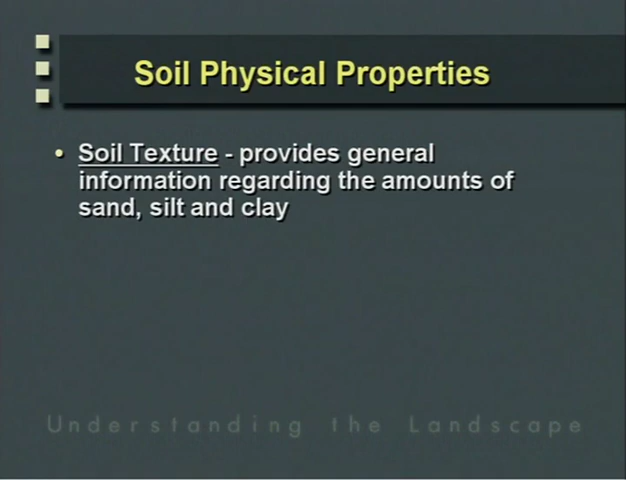 Soil Physical Properties
• Soil Texture - provides general
information regarding the amounts of
sand, silt and clay
Understanding the Landscape